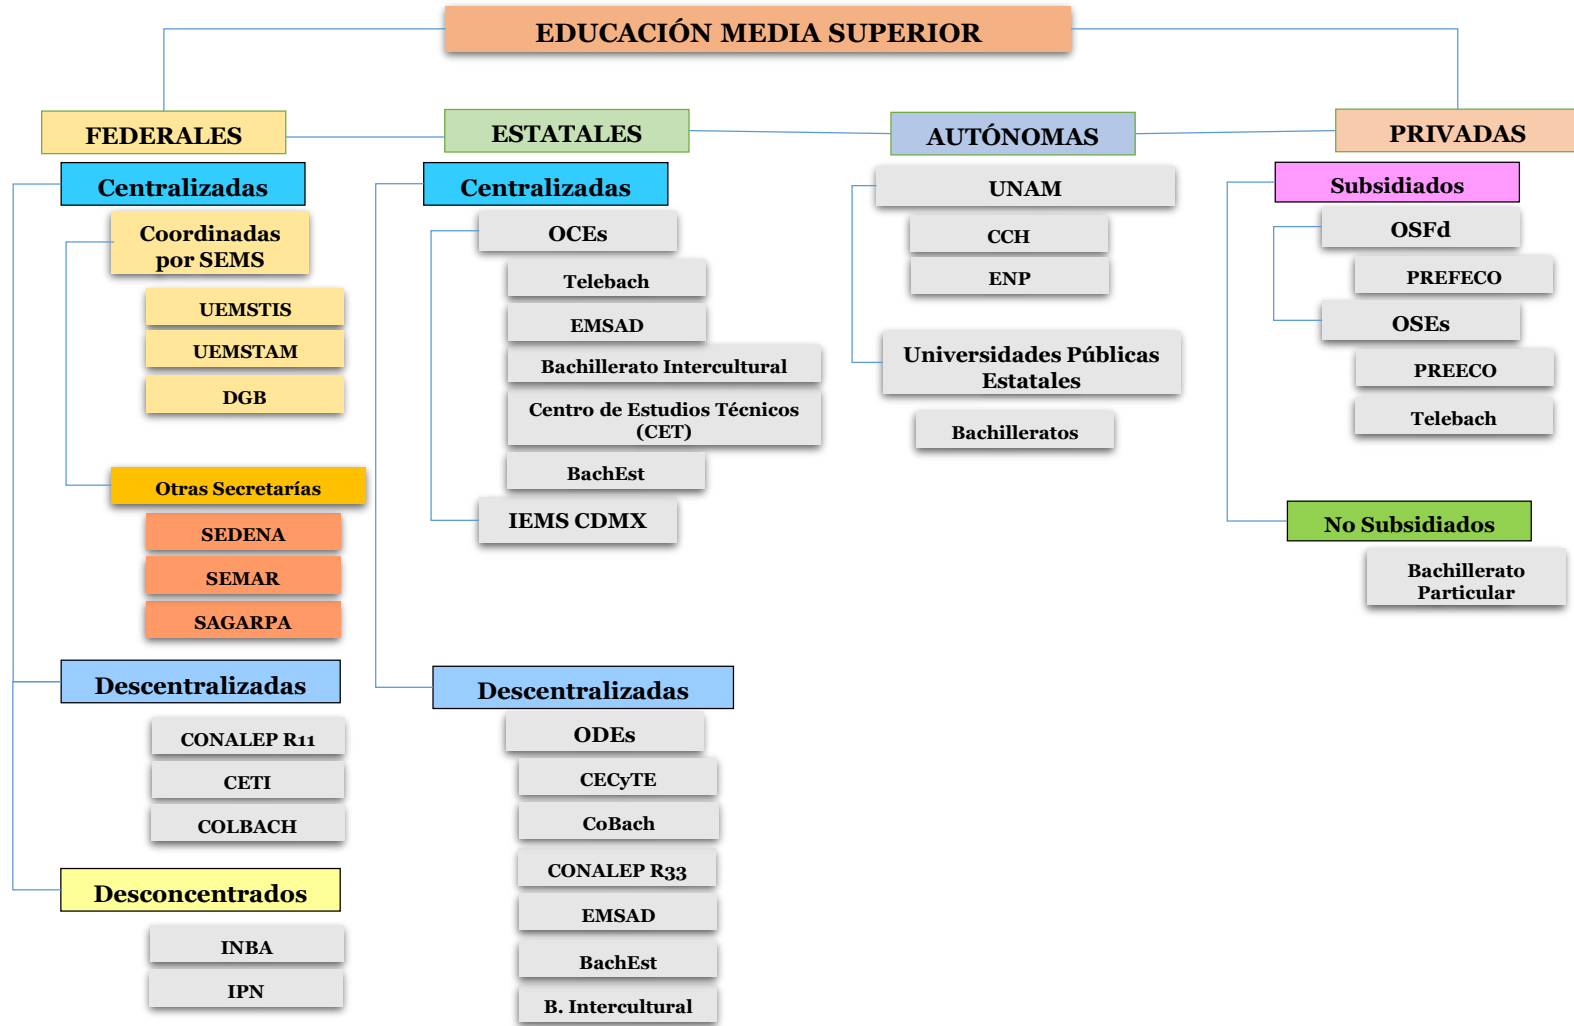 EDUCACIÓN MEDIA SUPERIOR
FEDERALES
Centralizadas
Coordinadas
por SEMS
UEMSTIS
UEMSTAM
DGB
Otras Secretarías
SEDENA
SEMAR
SAGARPA
Descentralizadas
CONALEP R11
CETI
COLBACH
Desconcentrados
INBA
IPN
ESTATALES
Centralizadas
OCEs
Telebach
EMSAD
Bachillerato Intercultural
Centro de Estudios Técnicos
(CET)
BachEst
IEMS CDMX
Descentralizadas
ODEs
CECyTE
CoBach
CONALEP R33
EMSAD
BachEst
B. Intercultural
AUTÓNOMAS
UNAM
CCH
ENP
Universidades Públicas
Estatales
Bachilleratos
PRIVADAS
Subsidiados
OSFd
PREFECO
OSEs
PREECO
Telebach
No Subsidiados
Bachillerato
Particular